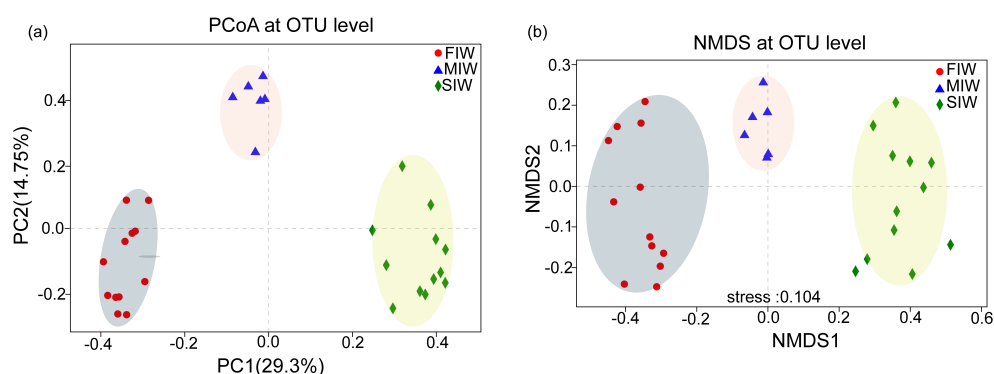 (a)
PCoA at OTU level
FIW
MIW
SIW
PC2(14.75%)
0.4
0.2
0.0
-0.2
-0.4
-0.2
0.0
0.2
0.4
PC1(29.3%)
(b)
NMDS at OTU level
FIW
MIW
SIW
NMDS2
0.3
0.2
0.1
0.0
-0.1
-0.2
stress :0.104
-0.4
-0.2
0.0
0.2
0.4
0.6
NMDS1